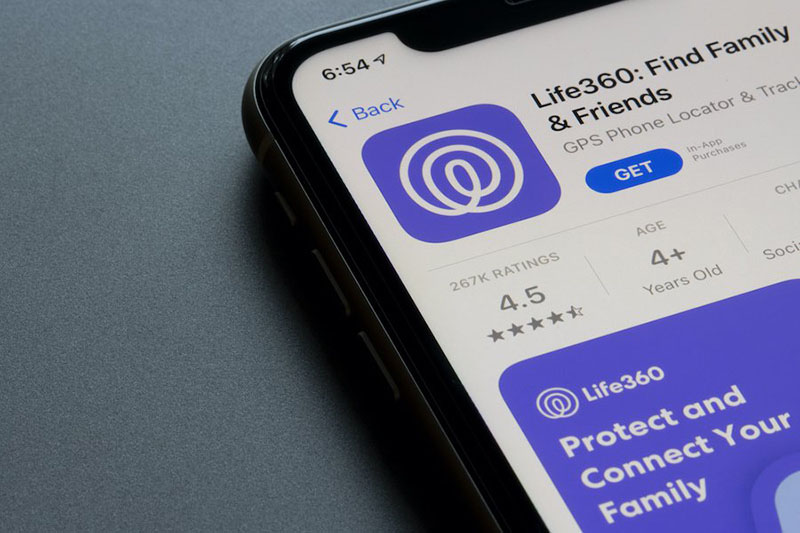 6:54
Back
Life360: Find Family
& Friends
GPS Phone Locator & Track
GET
In-App
Purchases
267K RATINGS
4.5
AGE
4+
Years Old
CHA
Socia
Life360
Protect and
Connect Your
Family